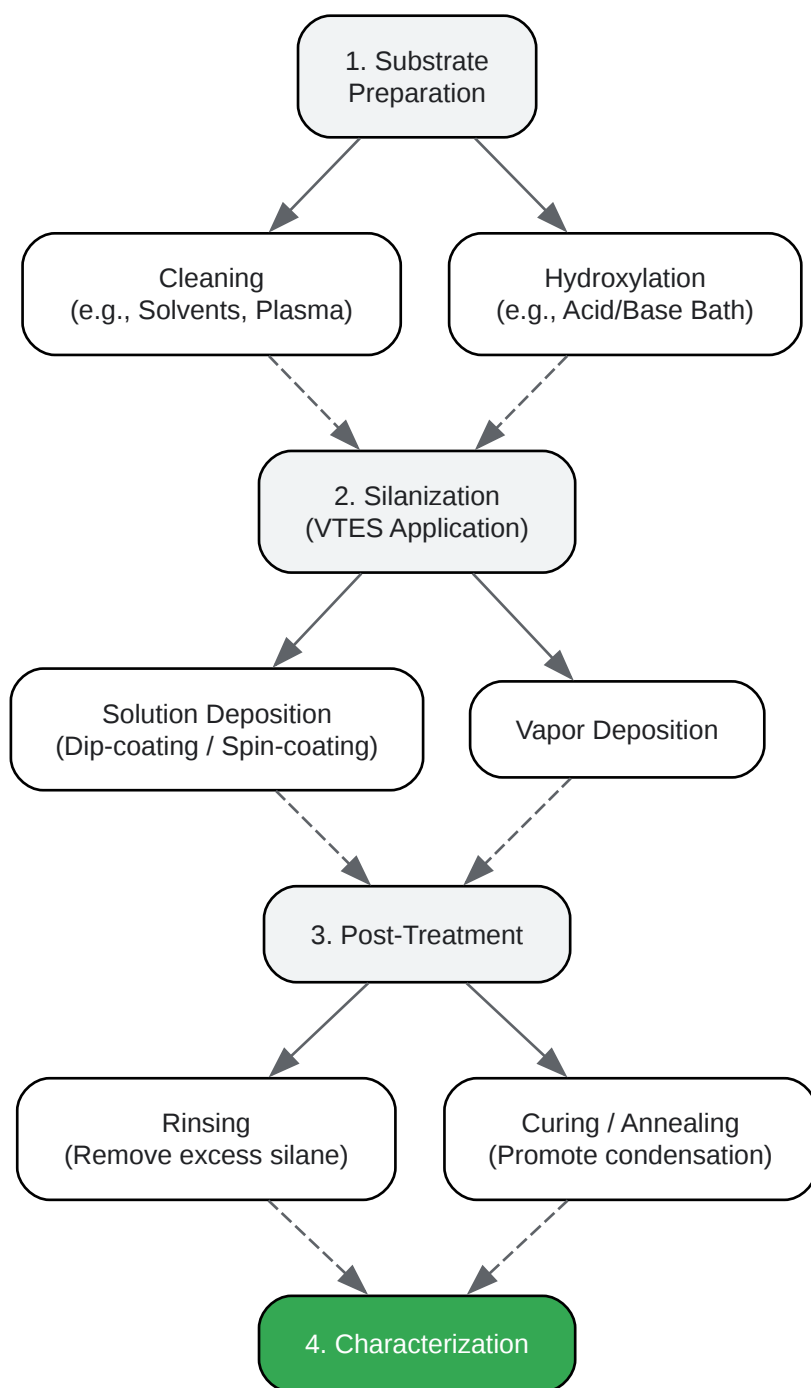 1. Substrate
Preparation
Cleaning
(e.g., Solvents, Plasma)
Hydroxylation
(e.g., Acid/Base Bath)
2. Silanization
(VTES Application)
Solution Deposition
(Dip-coating / Spin-coating)
Vapor Deposition
3. Post-Treatment
Rinsing
(Remove excess silane)
Curing / Annealing
(Promote condensation)
4. Characterization